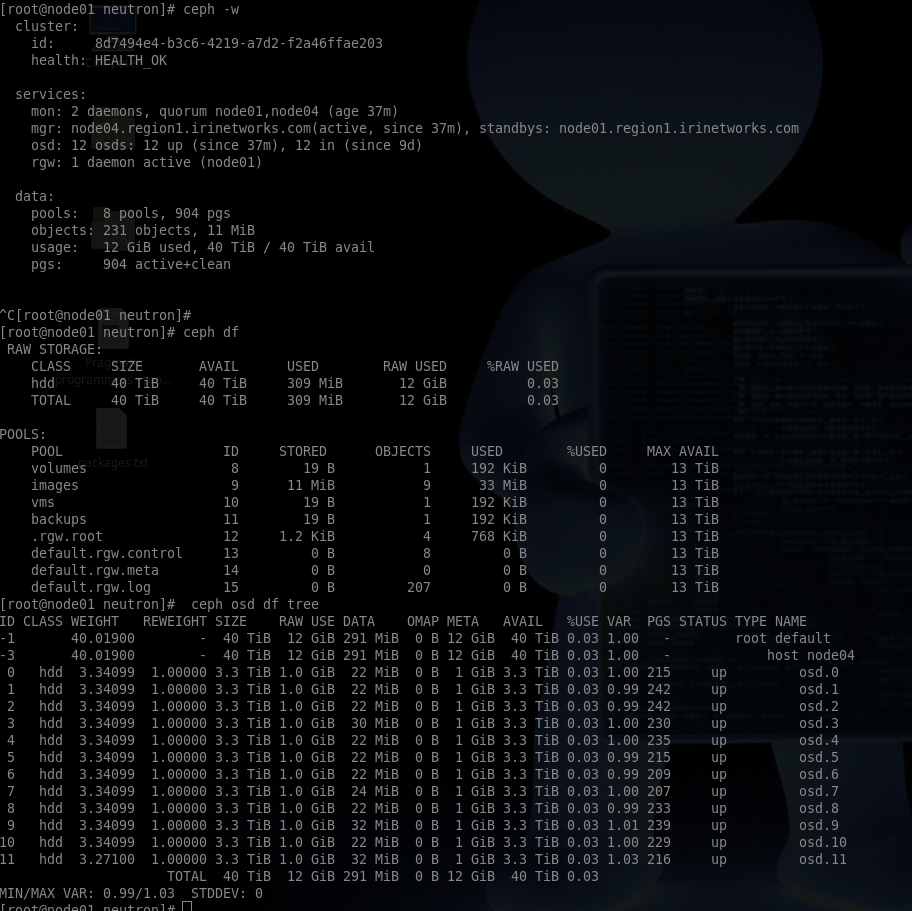 [root@node01 neutron]# ceph -w
  cluster:
    id:     8d7494e4-b3c6-4219-a7d2-f2a46ffae203
    health: HEALTH_OK

  services:
    mon: 2 daemons, quorum node01,node04 (age 37m)
    mgr: node04.region1.irinetworks.com(active, since 37m), standbys: node01.region1.irinetworks.com
    osd: 12 osds: 12 up (since 37m), 12 in (since 9d)
    rgw: 1 daemon active (node01)

  data:
    pools:   8 pools, 904 pgs
    objects: 231 objects, 11 MiB
    usage:   12 GiB used, 40 TiB / 40 TiB avail
    pgs:     904 active+clean

^C[root@node01 neutron]#
[root@node01 neutron]# ceph df
 RAW STORAGE:
    CLASS     SIZE       AVAIL      USED        RAW USED     %RAW USED
    hdd       40 TiB     40 TiB     309 MiB       12 GiB          0.03
    TOTAL     40 TiB     40 TiB     309 MiB       12 GiB          0.03

POOLS:
    POOL                    ID     STORED      OBJECTS     USED        %USED     MAX AVAIL
    volumes                  8        19 B           1     192 KiB         0        13 TiB
    images                   9      11 MiB           9      33 MiB         0        13 TiB
    vms                     10        19 B           1     192 KiB         0        13 TiB
    backups                 11        19 B           1     192 KiB         0        13 TiB
    .rgw.root               12     1.2 KiB           4     768 KiB         0        13 TiB
    default.rgw.control     13         0 B           8         0 B         0        13 TiB
    default.rgw.meta        14         0 B           0         0 B         0        13 TiB
    default.rgw.log         15         0 B         207         0 B         0        13 TiB
packages.txt
[root@node01 neutron]#  ceph osd df tree
ID CLASS WEIGHT   REWEIGHT SIZE    RAW USE DATA    OMAP META   AVAIL   %USE VAR  PGS STATUS TYPE NAME
-1       40.01900        -  40 TiB  12 GiB 291 MiB  0 B 12 GiB  40 TiB 0.03 1.00   -        root default
-3       40.01900        -  40 TiB  12 GiB 291 MiB  0 B 12 GiB  40 TiB 0.03 1.00   -            host node04
 0   hdd  3.34099  1.00000 3.3 TiB 1.0 GiB  22 MiB  0 B  1 GiB 3.3 TiB 0.03 1.00 215     up         osd.0
 1   hdd  3.34099  1.00000 3.3 TiB 1.0 GiB  22 MiB  0 B  1 GiB 3.3 TiB 0.03 0.99 242     up         osd.1
 2   hdd  3.34099  1.00000 3.3 TiB 1.0 GiB  22 MiB  0 B  1 GiB 3.3 TiB 0.03 0.99 242     up         osd.2
 3   hdd  3.34099  1.00000 3.3 TiB 1.0 GiB  30 MiB  0 B  1 GiB 3.3 TiB 0.03 1.00 230     up         osd.3
 4   hdd  3.34099  1.00000 3.3 TiB 1.0 GiB  22 MiB  0 B  1 GiB 3.3 TiB 0.03 1.00 235     up         osd.4
 5   hdd  3.34099  1.00000 3.3 TiB 1.0 GiB  22 MiB  0 B  1 GiB 3.3 TiB 0.03 0.99 215     up         osd.5
 6   hdd  3.34099  1.00000 3.3 TiB 1.0 GiB  22 MiB  0 B  1 GiB 3.3 TiB 0.03 0.99 209     up         osd.6
 7   hdd  3.34099  1.00000 3.3 TiB 1.0 GiB  24 MiB  0 B  1 GiB 3.3 TiB 0.03 1.00 207     up         osd.7
 8   hdd  3.34099  1.00000 3.3 TiB 1.0 GiB  22 MiB  0 B  1 GiB 3.3 TiB 0.03 0.99 233     up         osd.8
 9   hdd  3.34099  1.00000 3.3 TiB 1.0 GiB  32 MiB  0 B  1 GiB 3.3 TiB 0.03 1.01 239     up         osd.9
10   hdd  3.34099  1.00000 3.3 TiB 1.0 GiB  22 MiB  0 B  1 GiB 3.3 TiB 0.03 1.00 229     up         osd.10
11   hdd  3.27100  1.00000 3.3 TiB 1.0 GiB  32 MiB  0 B  1 GiB 3.3 TiB 0.03 1.03 216     up         osd.11
                     TOTAL  40 TiB  12 GiB 291 MiB  0 B 12 GiB  40 TiB 0.03
MIN/MAX VAR: 0.99/1.03  STDDEV: 0
[root@node01 neutron]#